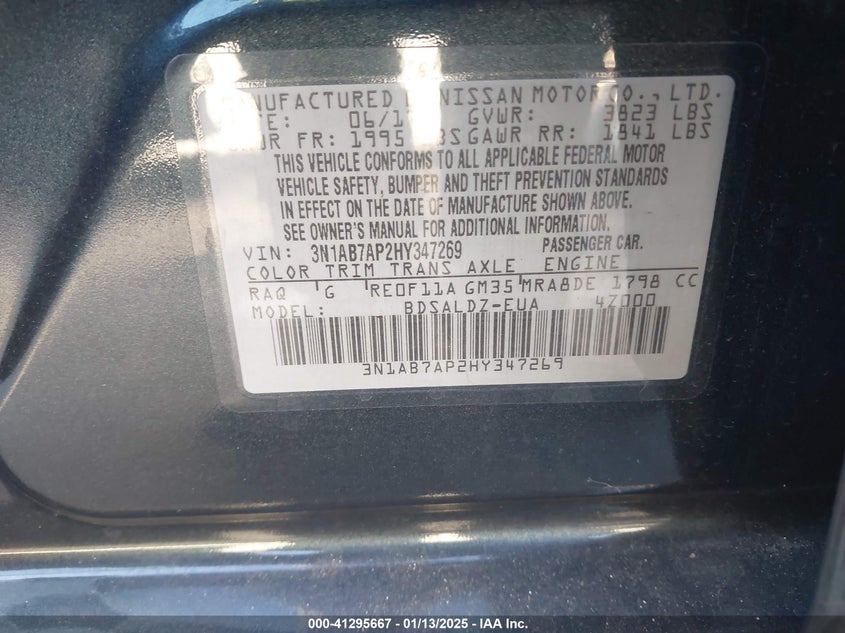 NUFACTURED NISSAN MOTOR CO., LTD.
E: 06/1 GVWR: 3823 LBS
WR FR: 1995 BS GAWR RR: 1841 LBS
THIS VEHICLE CONFORMS TO ALL APPLICABLE FEDERAL MOTOR
VEHICLE SAFETY, BUMPER AND THEFT PREVENTION STANDARDS
IN EFFECT ON THE DATE OF MANUFACTURE SHOWN ABOVE.
SEE OWNER'S MANUAL FOR ADDITIONAL INFORMATION.
VIN: 3N1AB7AP2HY347269 PASSENGER CAR.
COLOR TRIM TRANS AXLE ENGINE
RAQ G RE0F11A GM35 MRA8DE 1798 CC
MODEL: BDSALDZ-EUA 4Z000
3N1AB7AP2HY347269
000-41295667 | 01/13/2025 | IAA Inc.